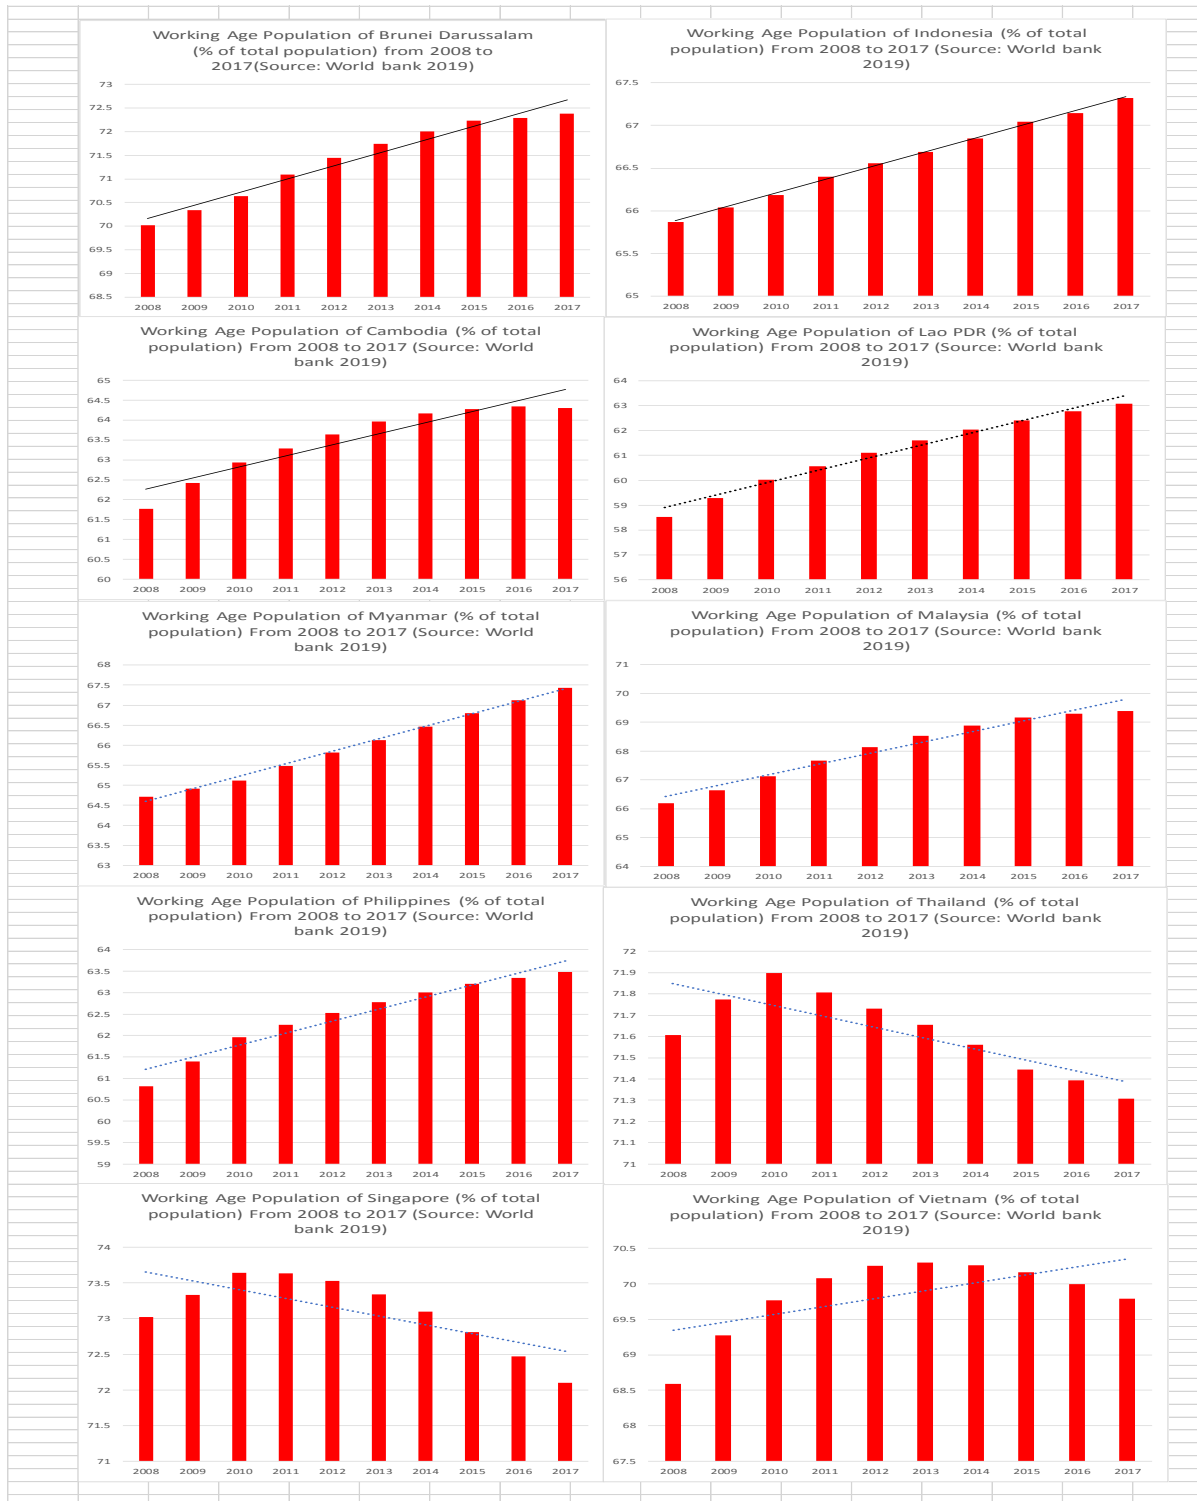 Working Age Population of Brunei Darussalam
(% of total population) from 2008 to
2017(Source: World bank 2019)
73
72.5
72
71.5
71
70.5
70
69.5
69
68.5
2008 2009 2010 2011 2012 2013 2014 2015 2016 2017
Working Age Population of Indonesia (% of total
population) From 2008 to 2017 (Source: World bank
2019)
67.5
67
66.5
66
65.5
65
2008 2009 2010 2011 2012 2013 2014 2015 2016 2017
Working Age Population of Cambodia (% of total
population) From 2008 to 2017 (Source: World
bank 2019)
65
64.5
64
63.5
63
62.5
62
61.5
61
60.5
60
2008 2009 2010 2011 2012 2013 2014 2015 2016 2017
Working Age Population of Lao PDR (% of total
population) From 2008 to 2017 (Source: World bank
2019)
64
63
62
61
60
59
58
57
56
2008 2009 2010 2011 2012 2013 2014 2015 2016 2017
Working Age Population of Myanmar (% of total
population) From 2008 to 2017 (Source: World
bank 2019)
68
67.5
67
66.5
66
65.5
65
64.5
64
63.5
63
2008 2009 2010 2011 2012 2013 2014 2015 2016 2017
Working Age Population of Malaysia (% of total
population) From 2008 to 2017 (Source: World bank
2019)
71
70
69
68
67
66
65
64
2008 2009 2010 2011 2012 2013 2014 2015 2016 2017
Working Age Population of Philippines (% of total
population) From 2008 to 2017 (Source: World
bank 2019)
64
63.5
63
62.5
62
61.5
61
60.5
60
59.5
59
2008 2009 2010 2011 2012 2013 2014 2015 2016 2017
Working Age Population of Thailand (% of total
population) From 2008 to 2017 (Source: World bank
2019)
72
71.9
71.8
71.7
71.6
71.5
71.4
71.3
71.2
71.1
71
2008 2009 2010 2011 2012 2013 2014 2015 2016 2017
Working Age Population of Singapore (% of total
population) From 2008 to 2017 (Source: World
bank 2019)
74
73.5
73
72.5
72
71.5
71
2008 2009 2010 2011 2012 2013 2014 2015 2016 2017
Working Age Population of Vietnam (% of total
population) From 2008 to 2017 (Source: World bank
2019)
70.5
70
69.5
69
68.5
68
67.5
2008 2009 2010 2011 2012 2013 2014 2015 2016 2017